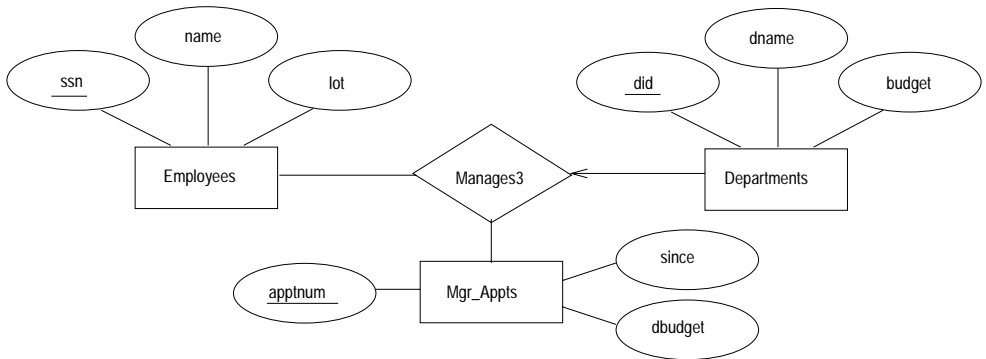 name
dname
ssn
lot
did
budget
Employees
Manages3
Departments
since
apptnum
Mgr_Appts
dbudget